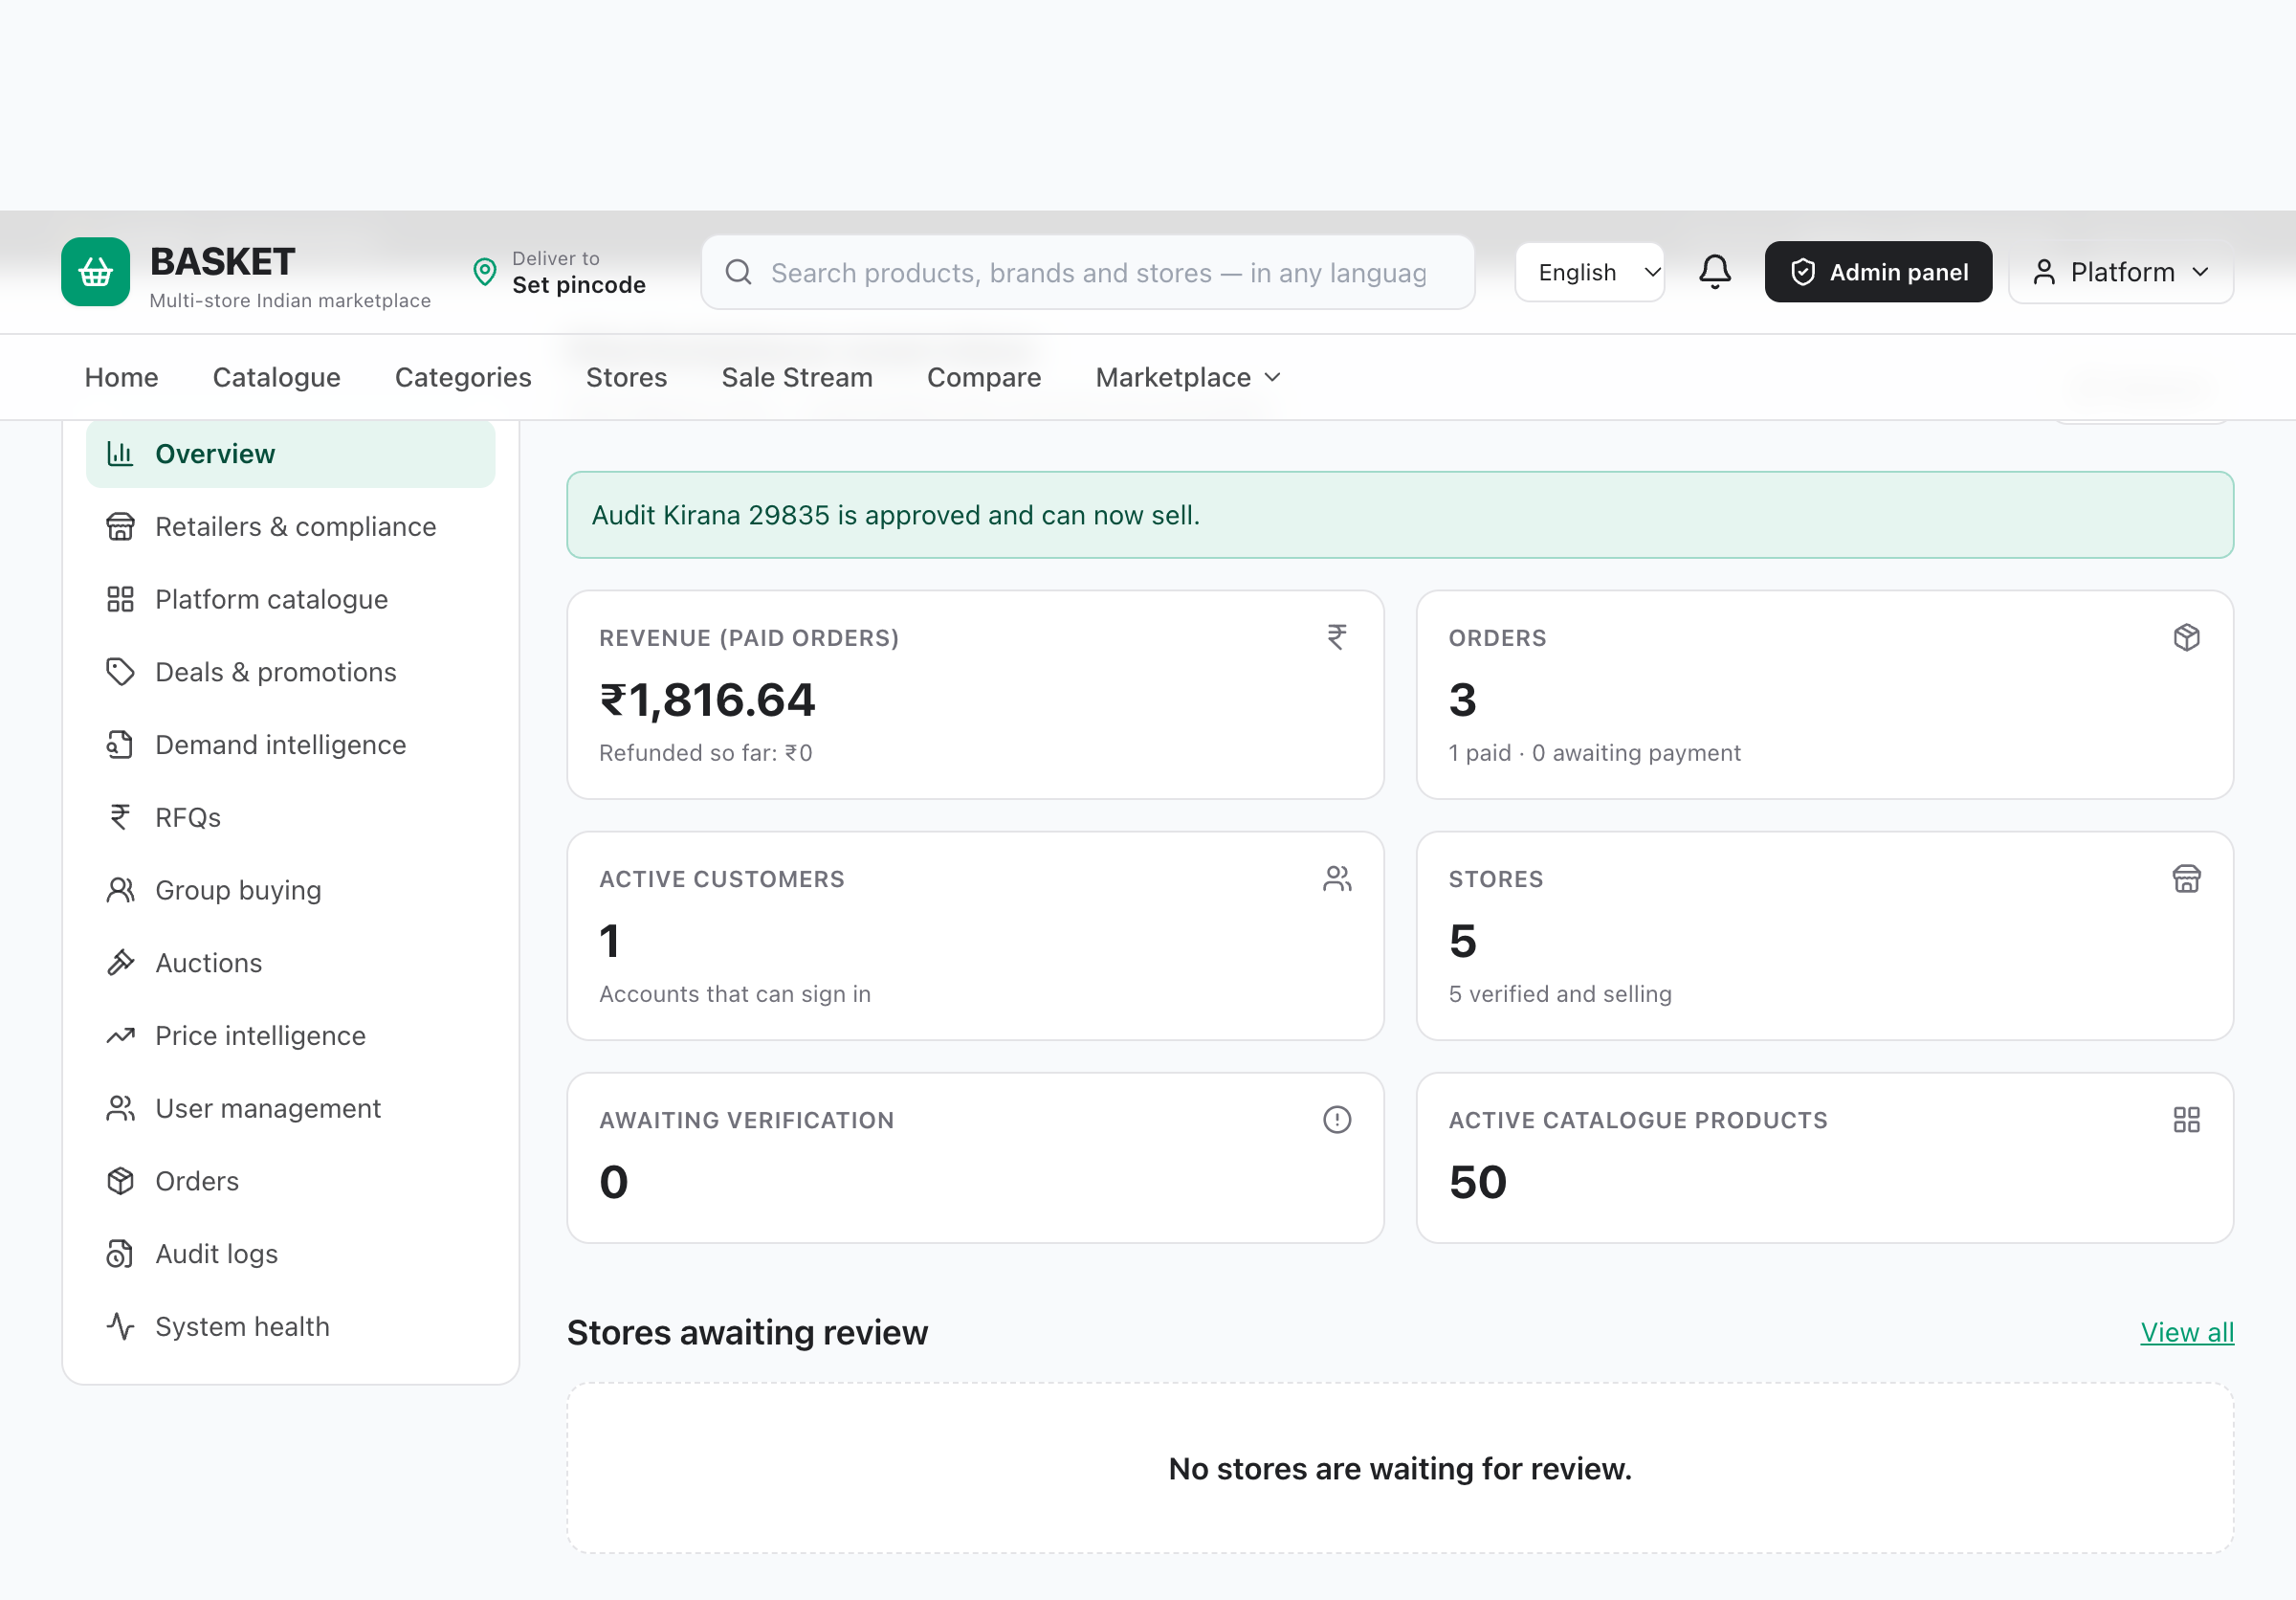 BASKET
Multi-store Indian marketplace
Deliver to
Set pincode
Search products, brands and stores — in any languag
English
Admin panel
Platform
Home
Catalogue
Categories
Stores
Sale Stream
Compare
Marketplace
Overview
Retailers & compliance
Platform catalogue
Deals & promotions
Demand intelligence
RFQs
Group buying
Auctions
Price intelligence
User management
Orders
Audit logs
System health
Audit Kirana 29835 is approved and can now sell.
REVENUE (PAID ORDERS)
₹1,816.64
Refunded so far: ₹0
ORDERS
3
1 paid · 0 awaiting payment
ACTIVE CUSTOMERS
1
Accounts that can sign in
STORES
5
5 verified and selling
AWAITING VERIFICATION
0
ACTIVE CATALOGUE PRODUCTS
50
Stores awaiting review
View all
No stores are waiting for review.